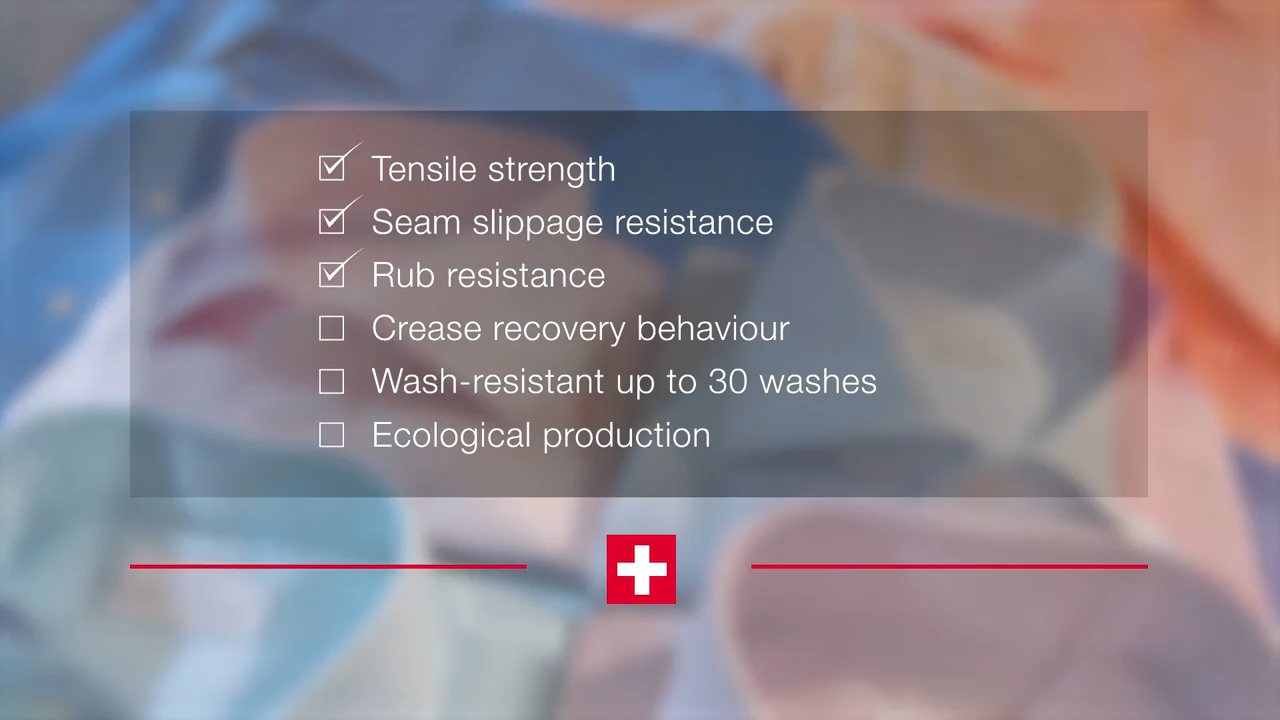 Tensile strength
Seam slippage resistance
Rub resistance
Crease recovery behaviour
Wash-resistant up to 30 washes
Ecological production